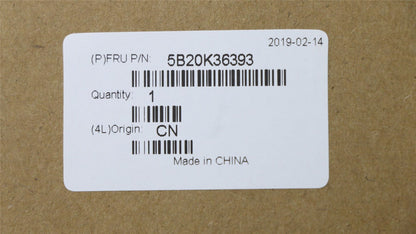 2019-02-14
(P)FRU P/N: 5B20K36393
Quantity: 1
(4L)Origin: CN
Made in CHINA